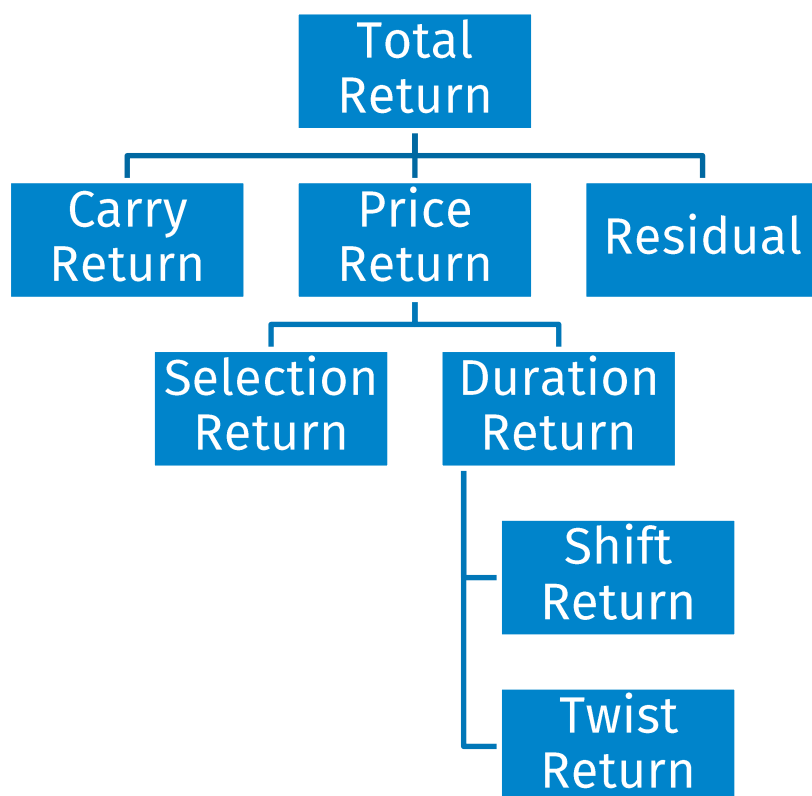 Total
Return
Carry
Return
Price
Return
Residual
Selection
Return
Duration
Return
Shift
Return
Twist
Return